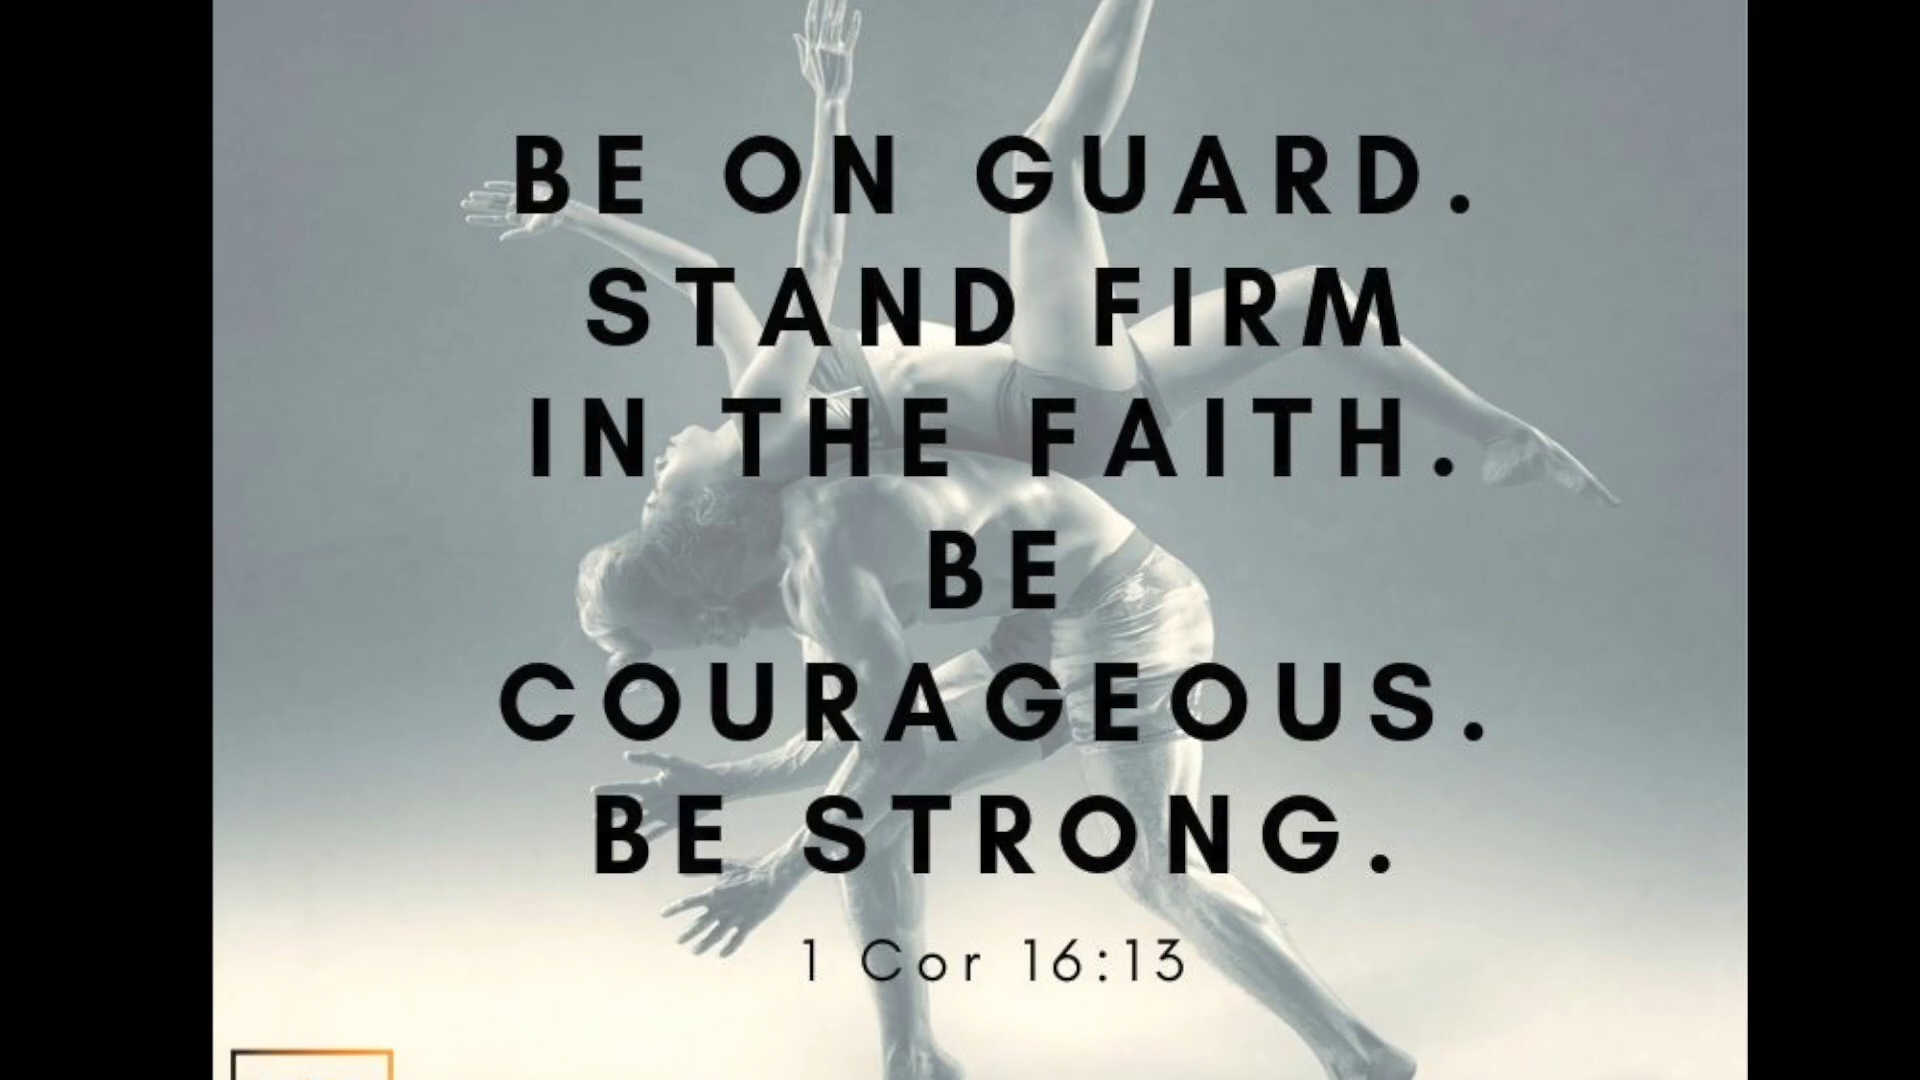 BE ON GUARD.
STAND FIRM
IN THE FAITH.
BE
COURAGEOUS.
BE STRONG.
1 Cor 16:13